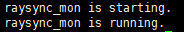 raysync_mon is starting.
raysync_mon is running._